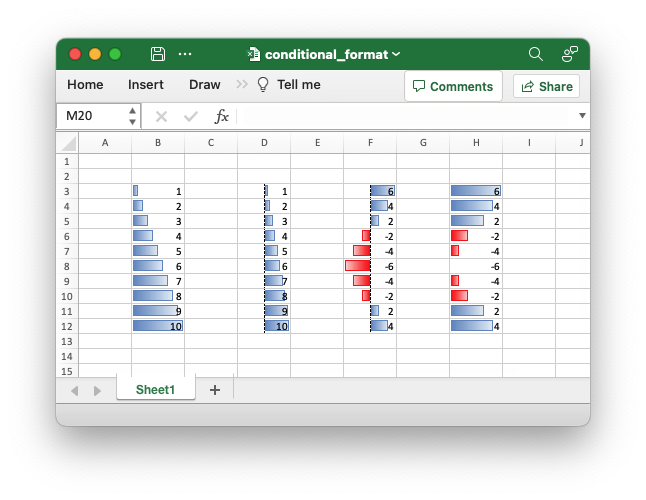 conditional_format
Home Insert Draw Tell me Comments Share
M20 fx
A B C D E F G H I J
1
2
3 1 1 6 6
4 2 2 4 4
5 3 3 2 2
6 4 4 -2 -2
7 5 5 -4 -4
8 6 6 -6 -6
9 7 7 -4 -4
10 8 8 -2 -2
11 9 9 2 2
12 10 10 4 4
13
14
15
Sheet1 +